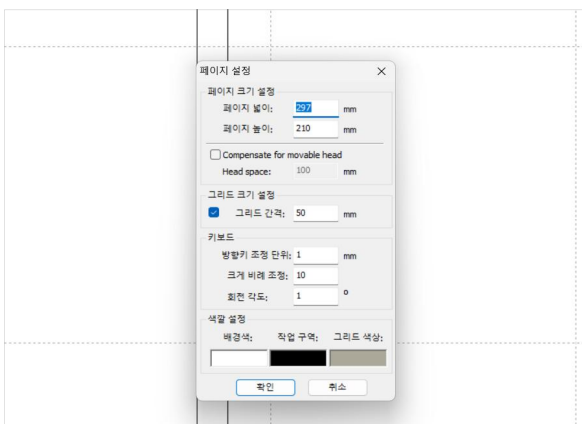 페이지 설정
페이지 크기 설정
페이지 넓이: 297 mm
페이지 높이: 210 mm
Compensate for movable head
Head space: 100 mm
그리드 크기 설정
그리드 간격: 50 mm
키보드
방향키 조정 단위: 1 mm
크게 비례 조정: 10
회전 각도: 1 o
색깔 설정
배경색: 작업 구역: 그리드 색상:
확인 취소